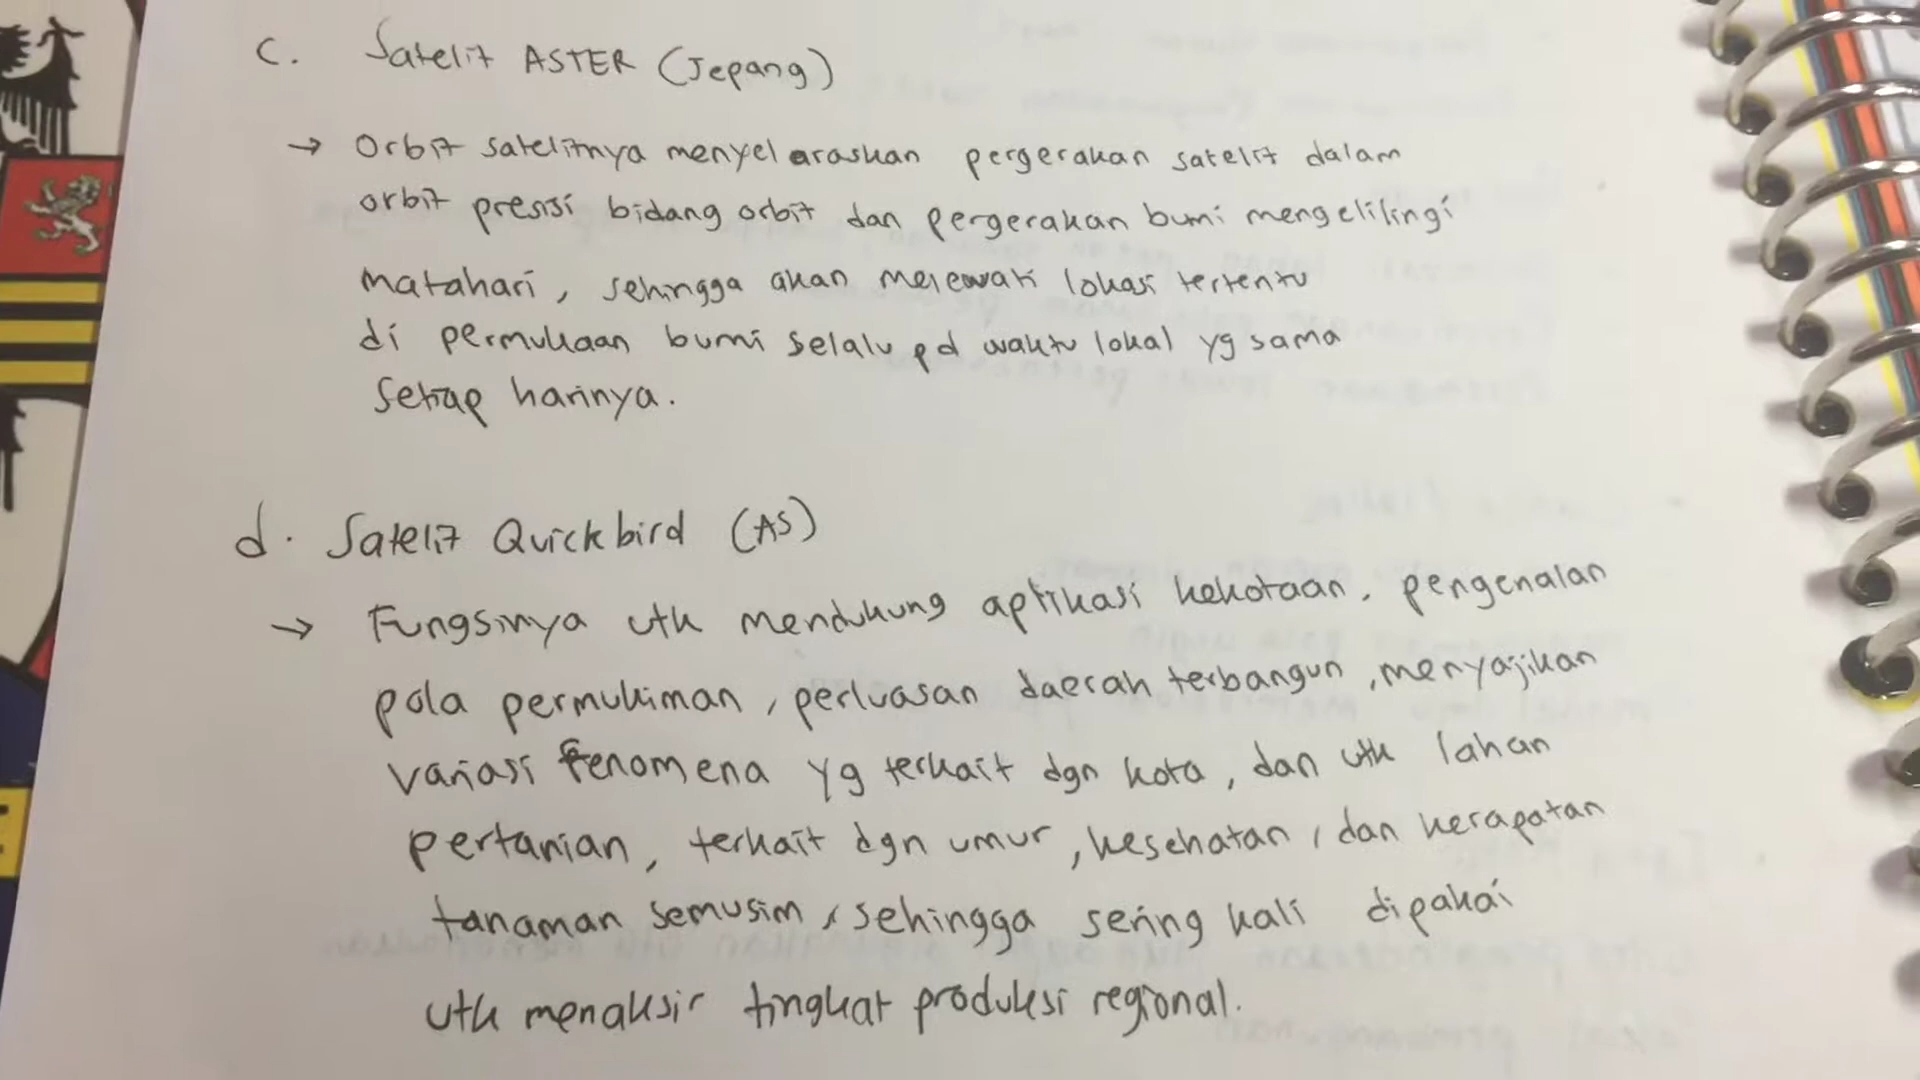 c. Satelit ASTER (Jepang)
→ Orbit satelitnya menyelaraskan pergerakan satelit dalam
orbit presisi bidang orbit dan pergerakan bumi mengelilingi
matahari, sehingga akan melewati lokasi tertentu
di permukaan bumi selalu pd waktu lokal yg sama
setiap harinya.
d. Satelit Quickbird (AS)
→ Fungsinya utk mendukung aplikasi kekotaan, pengenalan
pola permukiman, perluasan daerah terbangun, menyajikan
variasi fenomena yg terkait dgn kota, dan utk lahan
pertanian, terkait dgn umur, kesehatan, dan kerapatan
tanaman semusim, sehingga sering kali dipakai
utk menaksir tingkat produksi regional.